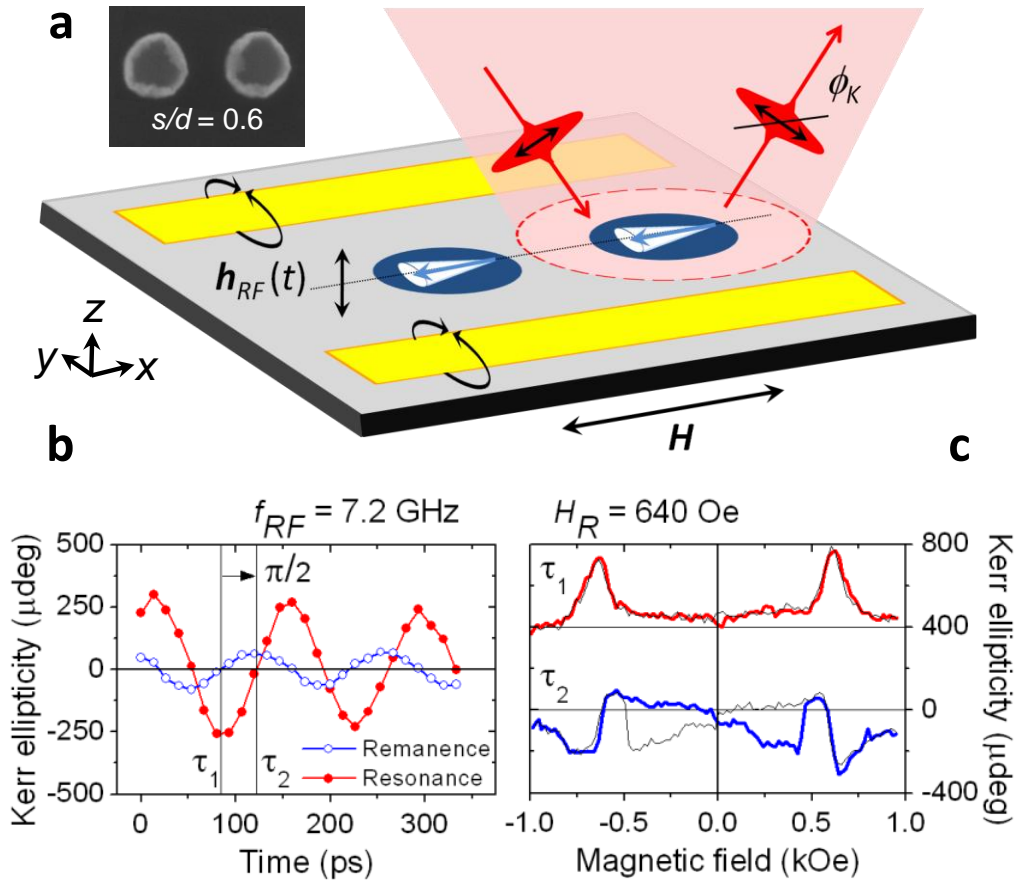 a
s/d = 0.6
ϕK
hRF(t)
z
y
x
H
b
c
fRF = 7.2 GHz
HR = 640 Oe
Kerr ellipticity (μdeg)
500
250
0
-250
-500
π/2
τ1
τ2
Remanence
Resonance
0
100
200
300
Time (ps)
τ1
τ2
800
400
0
-400
Kerr ellipticity (μdeg)
-1.0
-0.5
0.0
0.5
1.0
Magnetic field (kOe)